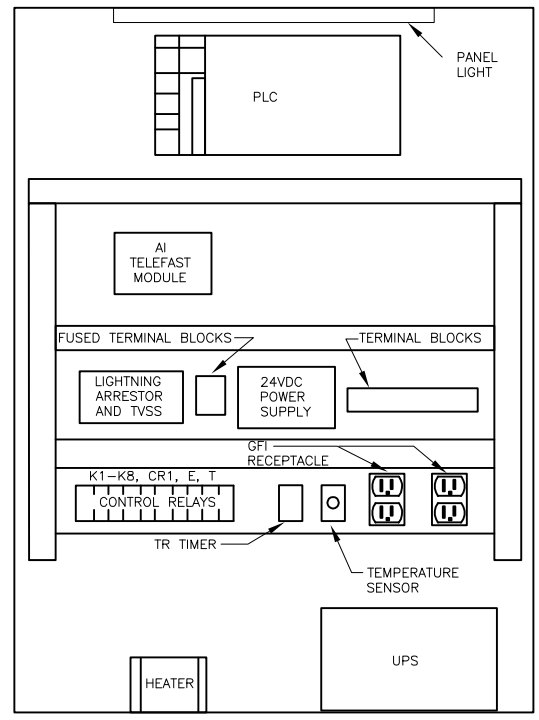 PANEL
LIGHT
PLC
AI
TELEFAST
MODULE
FUSED TERMINAL BLOCKS
TERMINAL BLOCKS
LIGHTNING
ARRESTOR
AND TVSS
24VDC
POWER
SUPPLY
GFI
RECEPTACLE
K1-K8, CR1, E, T
CONTROL RELAYS
TR TIMER
TEMPERATURE
SENSOR
UPS
HEATER